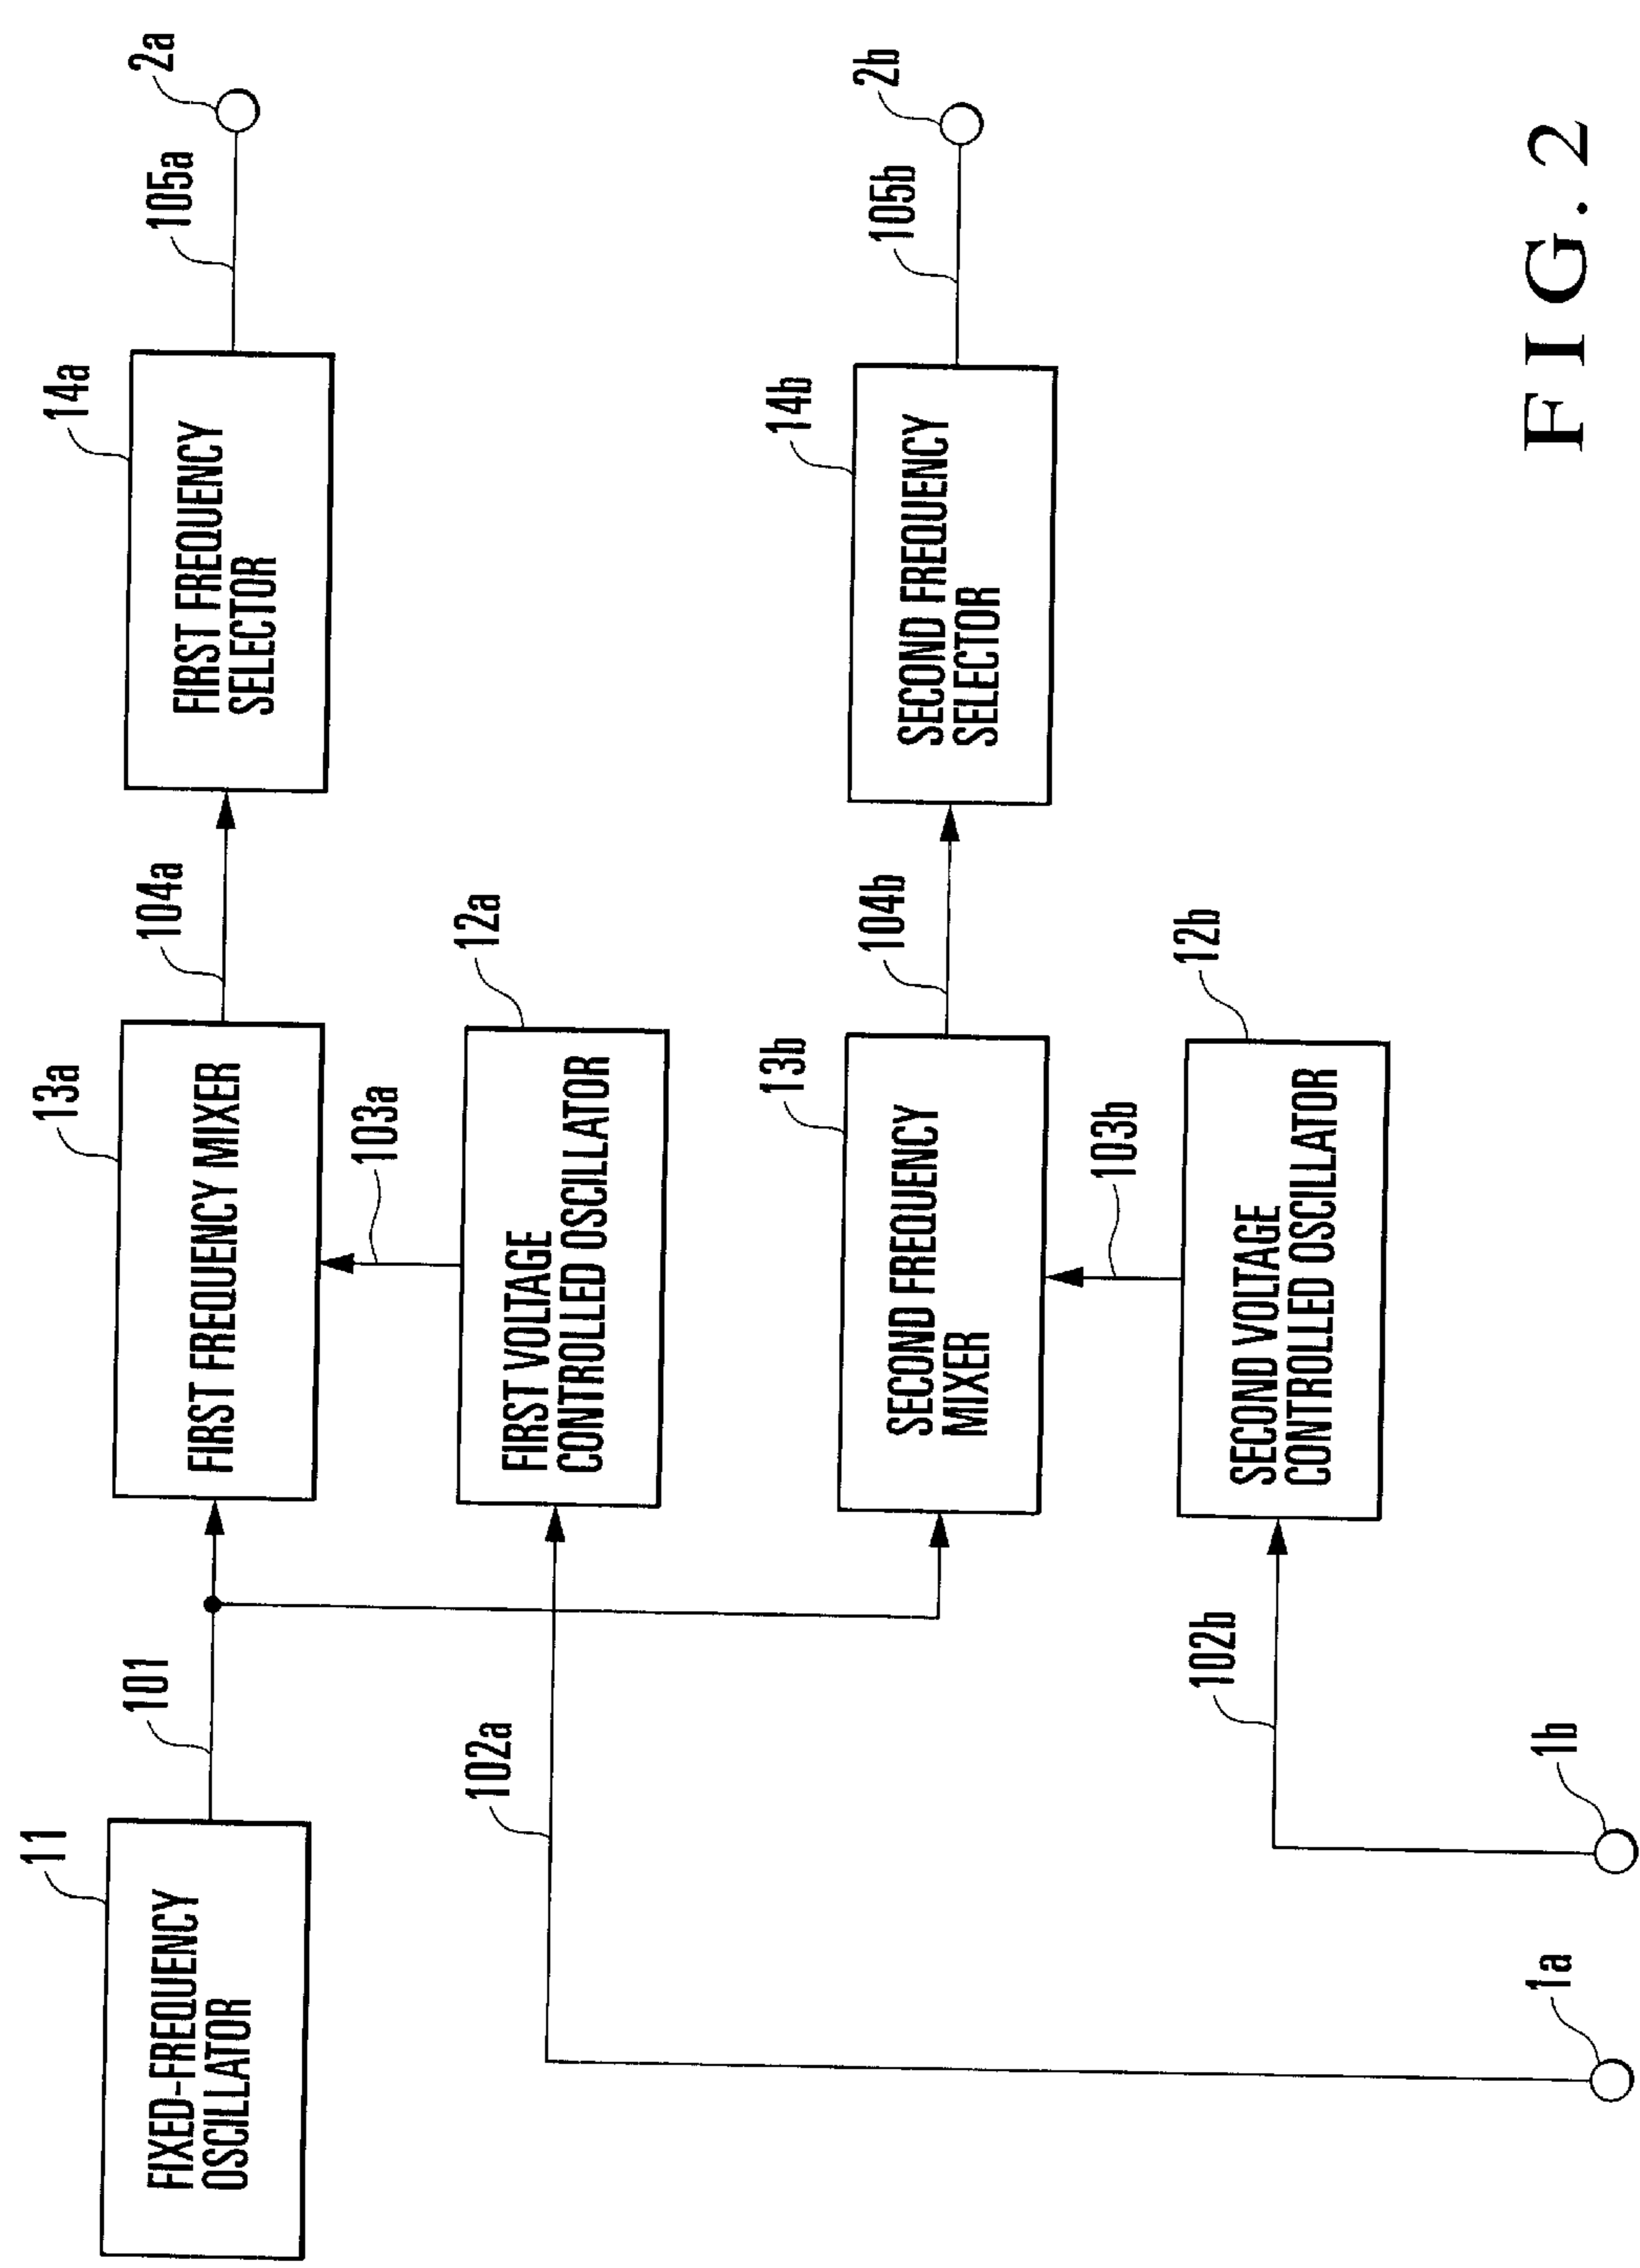 11
FIXED-FREQUENCY
OSCILLATOR
101
13a
FIRST FREQUENCY MIXER
104a
14a
FIRST FREQUENCY
SELECTOR
105a
2a
103a
102a
12a
FIRST VOLTAGE
CONTROLLED OSCILLATOR
13b
SECOND FREQUENCY
MIXER
104b
14b
SECOND FREQUENCY
SELECTOR
105b
2b
103b
102b
12b
SECOND VOLTAGE
CONTROLLED OSCILLATOR
1a
1b
FIG. 2